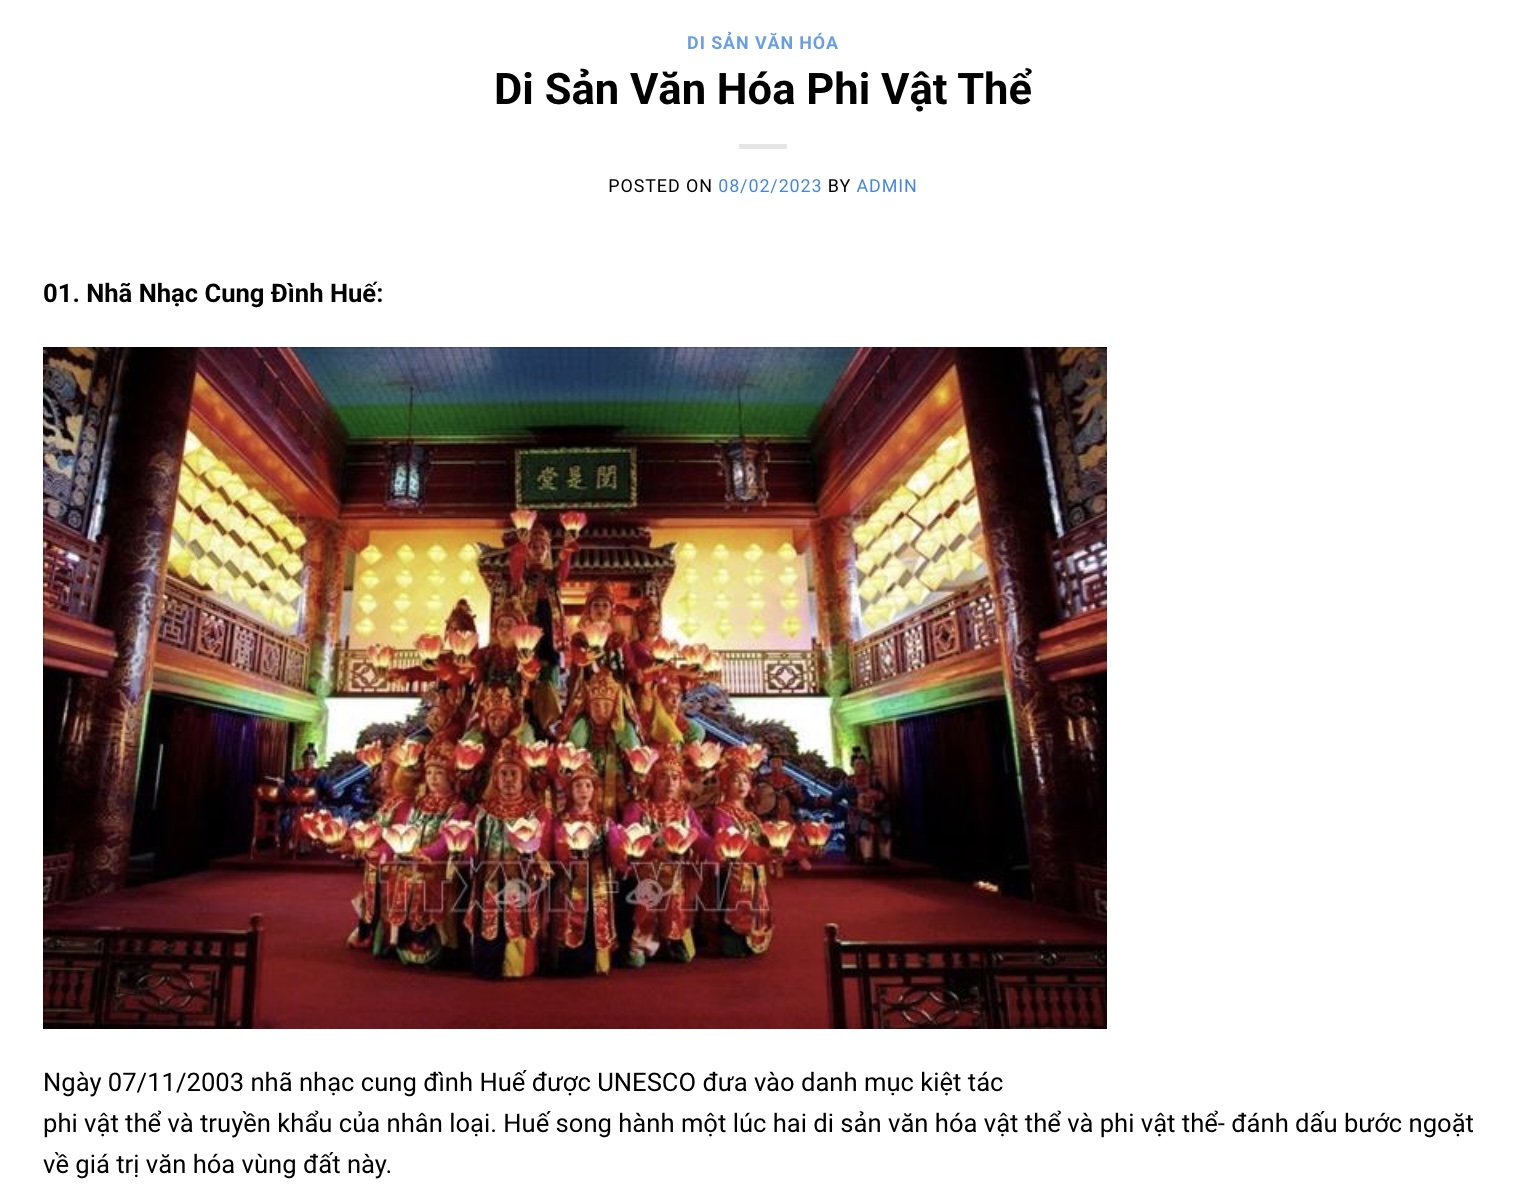 DI SẢN VĂN HÓA
Di Sản Văn Hóa Phi Vật Thể
POSTED ON 08/02/2023 BY ADMIN
01. Nhã Nhạc Cung Đình Huế:
堂是閱
TTXVN-VNA
Ngày 07/11/2003 nhã nhạc cung đình Huế được UNESCO đưa vào danh mục kiệt tác
phi vật thể và truyền khẩu của nhân loại. Huế song hành một lúc hai di sản văn hóa vật thể và phi vật thể- đánh dấu bước ngoặt
về giá trị văn hóa vùng đất này.